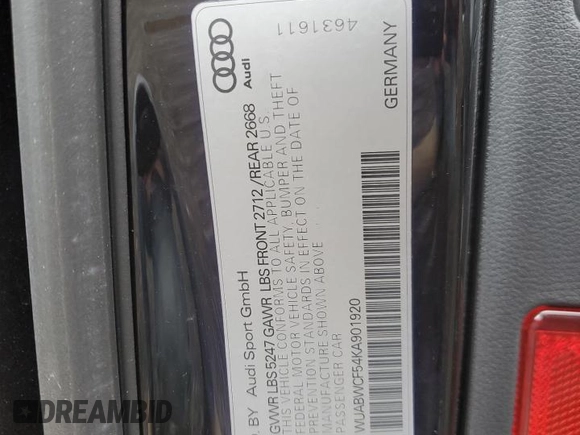 4631611
Audi
. BY Audi Sport GmbH
GVWR LBS 5247 GAWR LBS FRONT 2712/REAR 2668
THIS VEHICLE CONFORMS TO ALL APPLICABLE U.S.
FEDERAL MOTOR VEHICLE SAFETY, BUMPER AND THEFT
PREVENTION STANDARDS IN EFFECT ON THE DATE OF
MANUFACTURE SHOWN ABOVE
PASSENGER CAR
WUABWCF54KA901920
GERMANY
DREAMBID